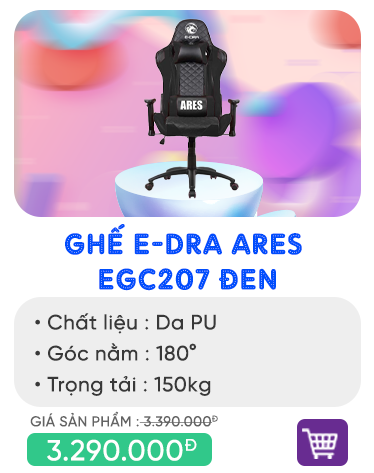 E-DRA
ARES
GHẾ E-DRA ARES
EGC207 ĐEN
• Chất liệu : Da PU
• Góc nằm : 180°
• Trọng tải : 150kg
GIÁ SẢN PHẨM : 3.390.000Đ
3.290.000Đ